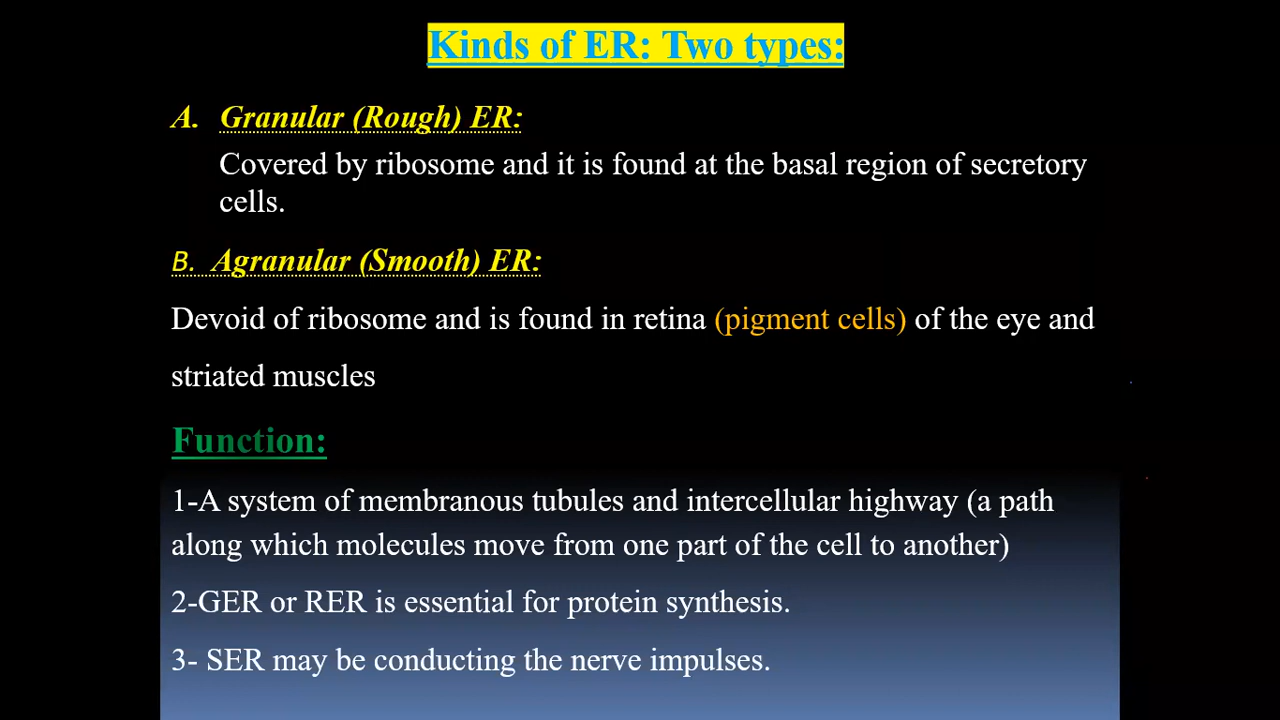 Kinds of ER: Two types:
A. Granular (Rough) ER:
Covered by ribosome and it is found at the basal region of secretory
cells.
B. Agranular (Smooth) ER:
Devoid of ribosome and is found in retina (pigment cells) of the eye and
striated muscles
Function:
1-A system of membranous tubules and intercellular highway (a path
along which molecules move from one part of the cell to another)
2-GER or RER is essential for protein synthesis.
3- SER may be conducting the nerve impulses.